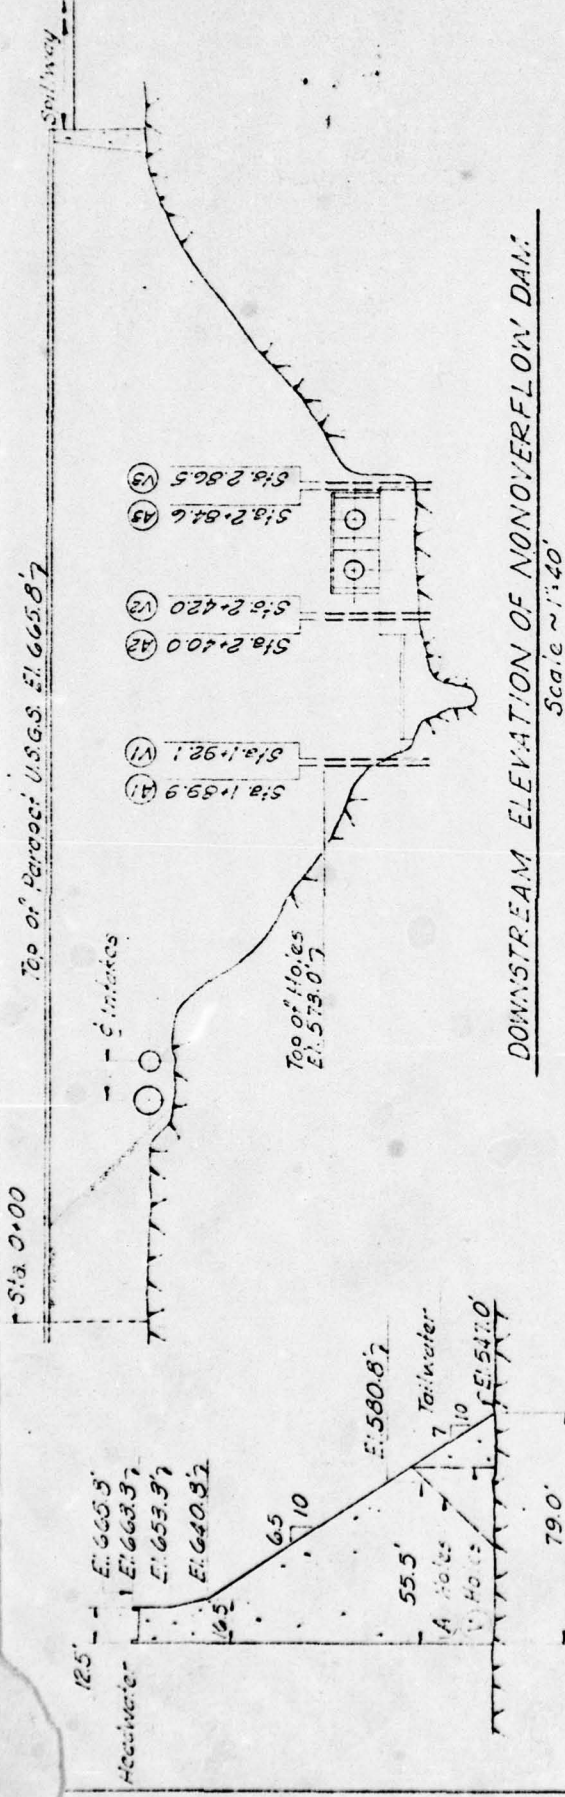 Sta. 0+00
Top of Parapet U.S.G.S. El. 665.8'
Spillway
¢ Intakes
A1 Sta. 1+89.9
V1 Sta. 1+92.1
A2 Sta. 2+40.0
V2 Sta. 2+42.0
A3 Sta. 2+84.6
V3 Sta. 2.86.5
Top of Holes
El. 573.0'
DOWNSTREAM ELEVATION OF NONOVERFLOW DAM
Scale ~ 1"=40'
12.5'
El. 665.3'
El. 663.3'
El. 653.3'
El. 640.3'
Headwater
16.5
6.5
10
El. 580.8'
55.5'
Tailwater
7
10
A Holes
V Holes
El. 547.0'
79.0'